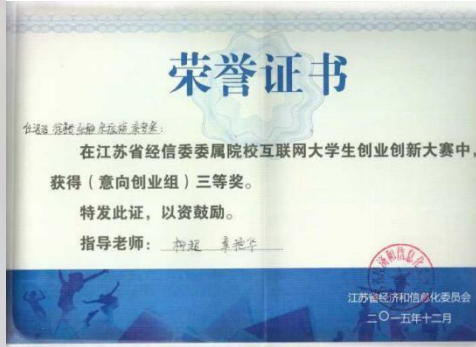 荣誉证书
在江苏省经信委委属院校互联网大学生创业创新大赛中，
获得（意向创业组）三等奖。
特发此证，以资鼓励。
指导老师： 柳超
江苏省经济和信息化委员会
二〇一五年十二月